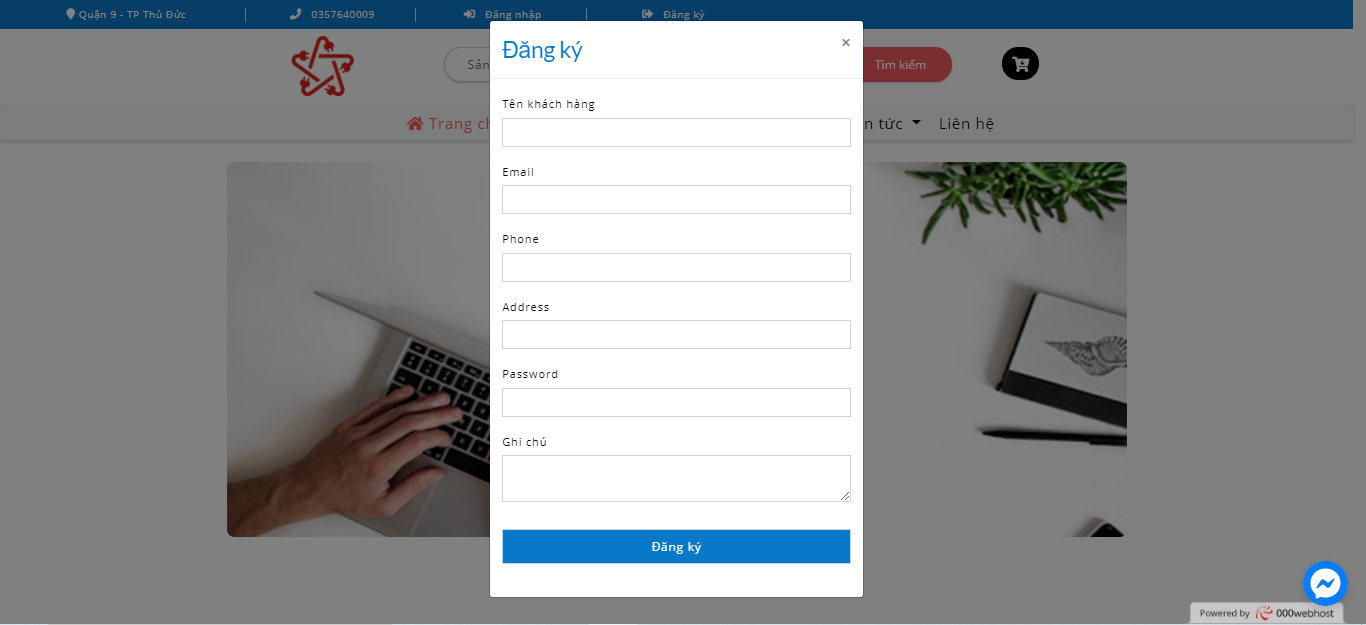 Quận 9 - TP Thủ Đức
0357640009
Đăng nhập
Đăng ký
Đăng ký
×
Sản
Tìm kiếm
Trang ch
n tức
Liên hệ
Tên khách hàng
Email
Phone
Address
Password
Ghi chú
Đăng ký
Powered by 000webhost